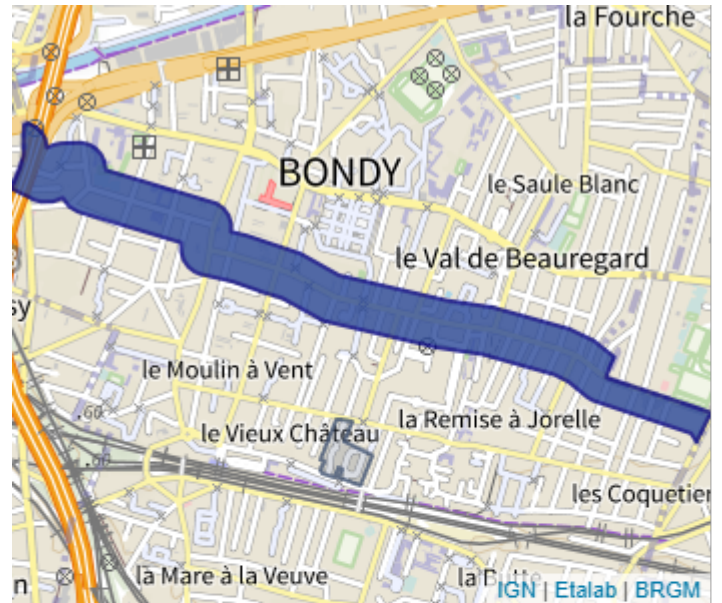 la Fourche
BONDY
le Saule Blanc
le Val de Beauregard
sy
le Moulin à Vent
la Remise à Jorelle
le Vieux Château
.60
les Coquetier
la Mare à la Veuve
n
IGN | Etalab | BRGM